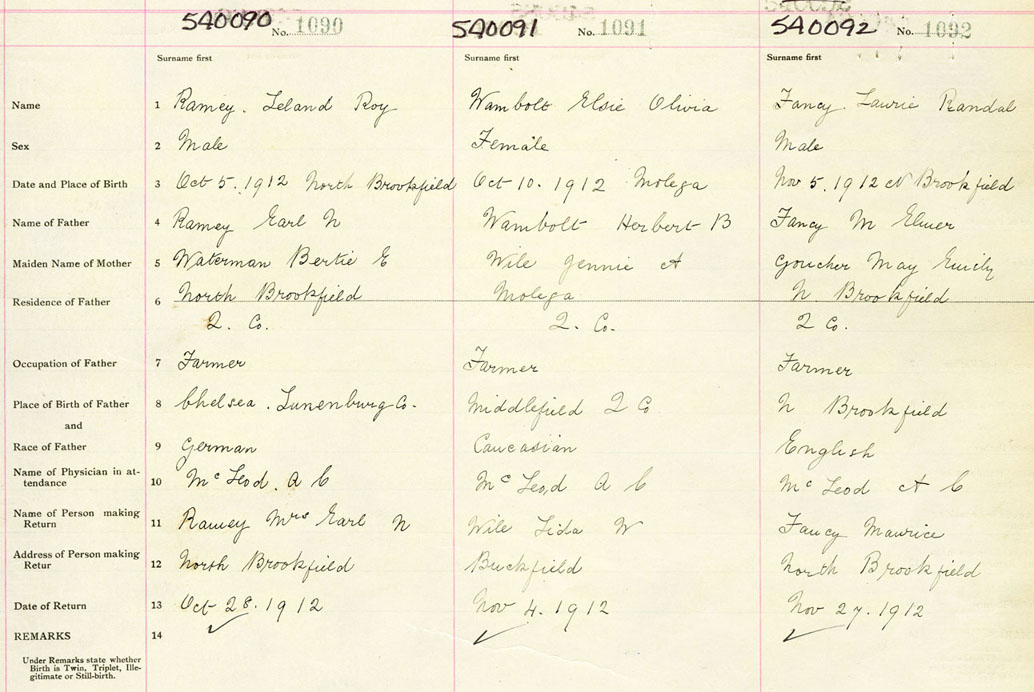 540090 No. 1090 540091 No. 1091 540092 No. 1092
Surname first Surname first Surname first
Name 1 Ramey. Leland Roy Wambolt Elsie Olivia Fancy. Laurie Randal
Sex 2 Male Female Male
Date and Place of Birth 3 Oct 5. 1912 North Brookfield Oct 10. 1912 Molega Nov 5. 1912 N Brookfield
Name of Father 4 Ramey Earl N Wambolt Herbert B Fancy M Elmer
Maiden Name of Mother 5 Waterman Bertie E Wile Jennie A Goucher May Emily
Residence of Father 6 North Brookfield Molega N. Brookfield
Q. Co. Q. Co. Q Co.
Occupation of Father 7 Farmer Farmer Farmer
Place of Birth of Father 8 Chelsea. Lunenburg Co. Middlefield Q Co N Brookfield
and
Race of Father 9 German Caucasian English
Name of Physician in at-
tendance 10 McLeod. A C McLeod A C McLeod A C
Name of Person making
Return 11 Ramey Mrs Earl N Wile Lida W Fancy Maurice
Address of Person making
Retur 12 North Brookfield Buckfield North Brookfield
Date of Return 13 Oct 28. 1912 Nov 4. 1912 Nov 27. 1912
REMARKS 14
Under Remarks state whether
Birth is Twin, Triplet, Ille-
gitimate or Still-birth.